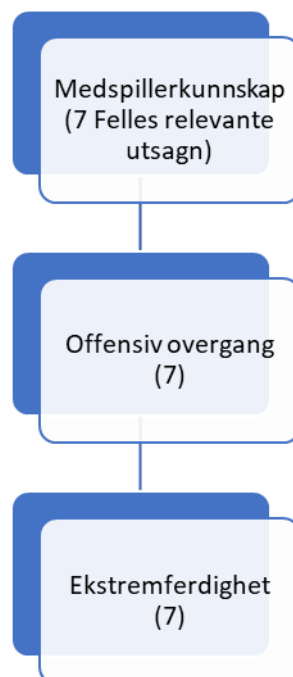 Medspillerkunnskap
(7 Felles relevante
utsagn)
Offensiv overgang
(7)
Ekstremferdighet
(7)